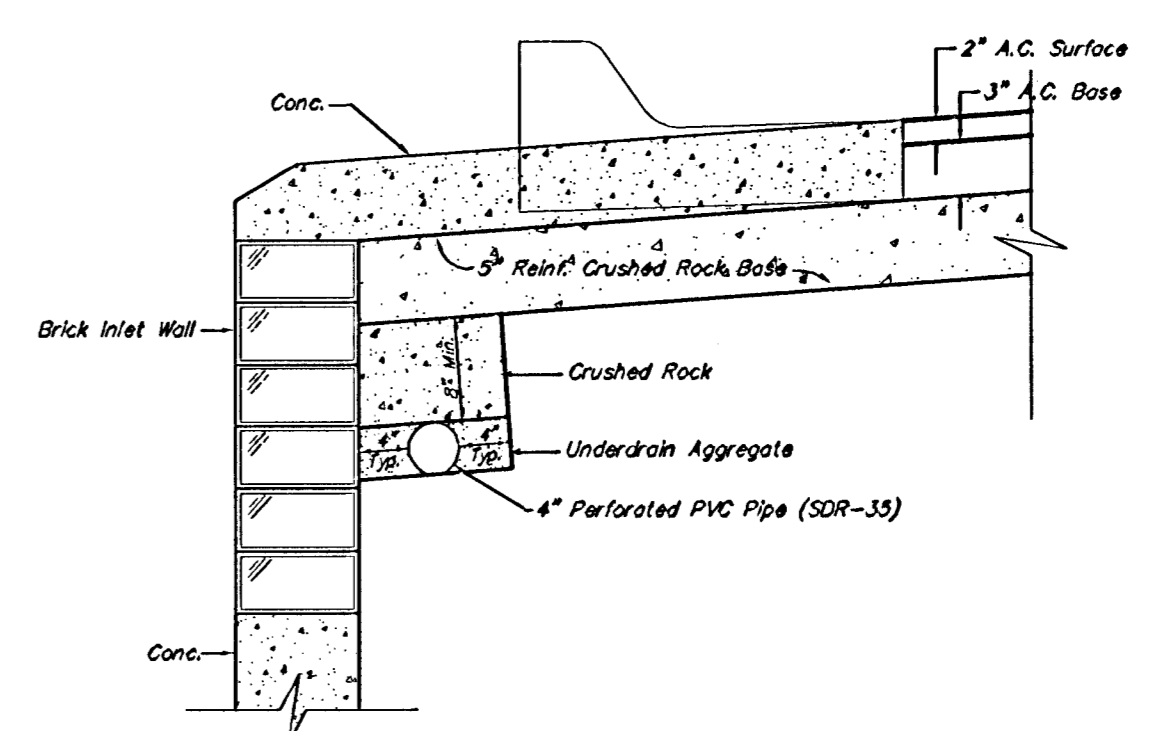 2" A.C. Surface
3" A.C. Base
Conc.
5" Reinf. Crushed Rock Base
Brick Inlet Wall
8" Min.
Crushed Rock
4" 4"
Typ. Typ.
Underdrain Aggregate
4" Perforated PVC Pipe (SDR-35)
Conc.